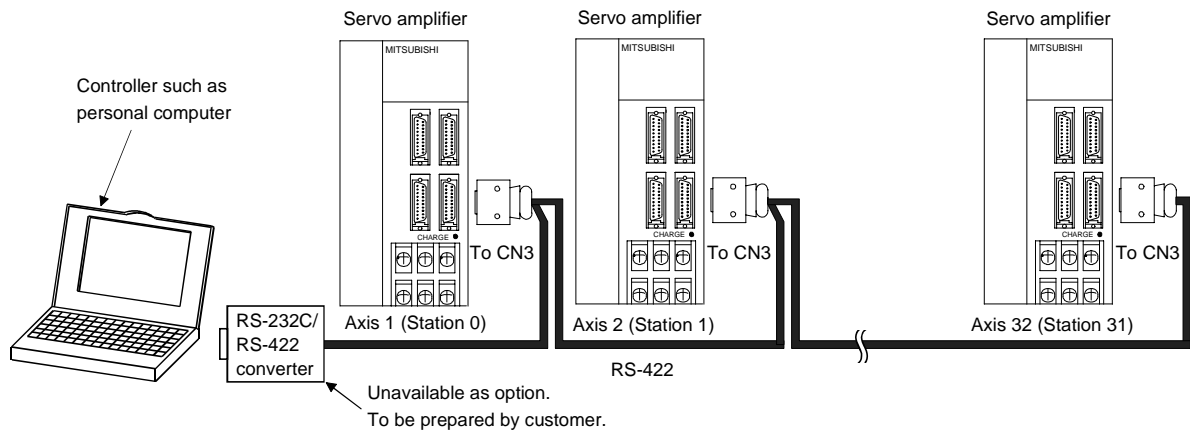 Servo amplifier
Servo amplifier
Servo amplifier
MITSUBISHI
MITSUBISHI
MITSUBISHI
Controller such as
personal computer
CHARGE
CHARGE
CHARGE
To CN3
To CN3
To CN3
Axis 1 (Station 0)
Axis 2 (Station 1)
Axis 32 (Station 31)
RS-232C/
RS-422
converter
RS-422
Unavailable as option.
To be prepared by customer.